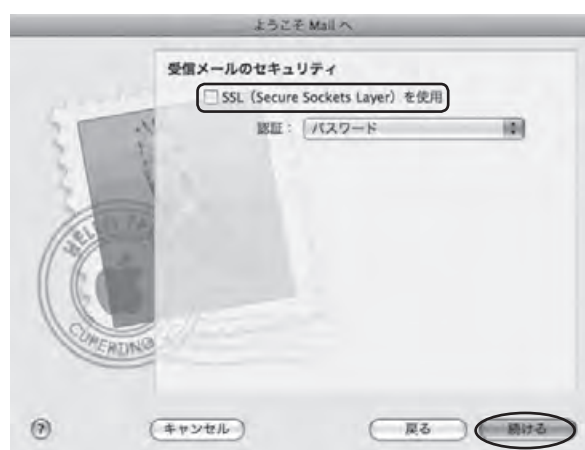 ようこそ Mail へ
受信メールのセキュリティ
SSL（Secure Sockets Layer）を使用
認証： パスワード
CUPERTINO
? キャンセル 戻る 続ける